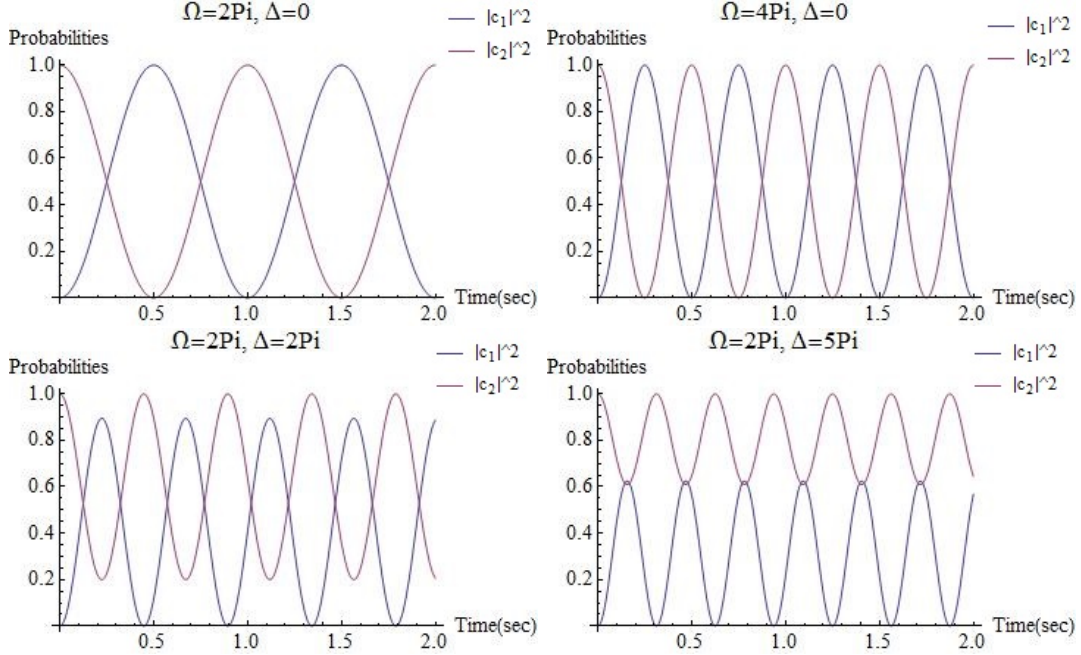 Ω=2Pi, Δ=0
Probabilities
|c₁|^2
|c₂|^2
1.0
0.8
0.6
0.4
0.2
0.5 1.0 1.5 2.0
Time(sec)
Ω=4Pi, Δ=0
Probabilities
|c₁|^2
|c₂|^2
1.0
0.8
0.6
0.4
0.2
0.5 1.0 1.5 2.0
Time(sec)
Ω=2Pi, Δ=2Pi
Probabilities
|c₁|^2
|c₂|^2
1.0
0.8
0.6
0.4
0.2
0.5 1.0 1.5 2.0
Time(sec)
Ω=2Pi, Δ=5Pi
Probabilities
|c₁|^2
|c₂|^2
1.0
0.8
0.6
0.4
0.2
0.5 1.0 1.5 2.0
Time(sec)